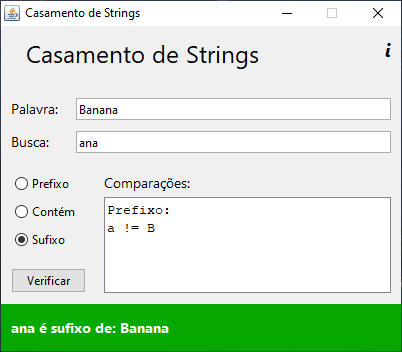 Casamento de Strings
Casamento de Strings
i
Palavra: Banana
Busca: ana
Prefixo
Contém
Sufixo
Comparações:
Prefixo:
a != B
Verificar
ana é sufixo de: Banana